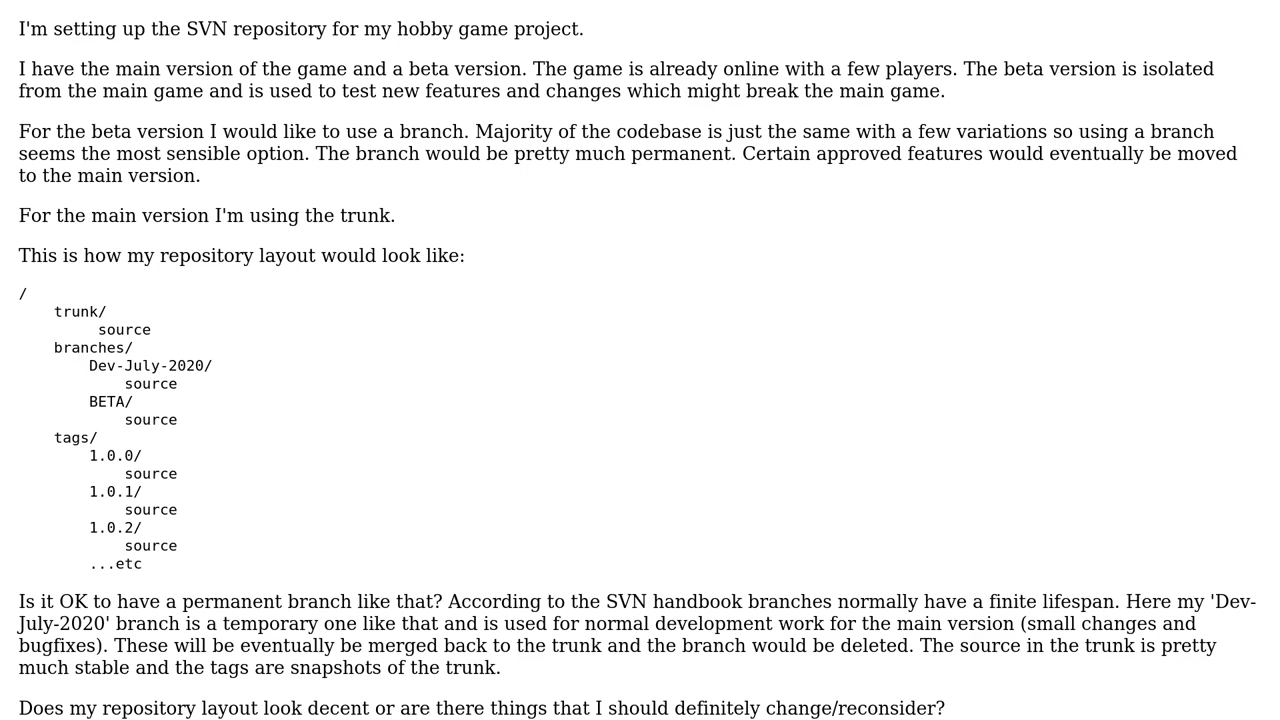 I'm setting up the SVN repository for my hobby game project.
I have the main version of the game and a beta version. The game is already online with a few players. The beta version is isolated
from the main game and is used to test new features and changes which might break the main game.
For the beta version I would like to use a branch. Majority of the codebase is just the same with a few variations so using a branch
seems the most sensible option. The branch would be pretty much permanent. Certain approved features would eventually be moved
to the main version.
For the main version I'm using the trunk.
This is how my repository layout would look like:
/
    trunk/
         source
    branches/
        Dev-July-2020/
            source
        BETA/
            source
    tags/
        1.0.0/
            source
        1.0.1/
            source
        1.0.2/
            source
        ...etc
Is it OK to have a permanent branch like that? According to the SVN handbook branches normally have a finite lifespan. Here my 'Dev-
July-2020' branch is a temporary one like that and is used for normal development work for the main version (small changes and
bugfixes). These will be eventually be merged back to the trunk and the branch would be deleted. The source in the trunk is pretty
much stable and the tags are snapshots of the trunk.
Does my repository layout look decent or are there things that I should definitely change/reconsider?